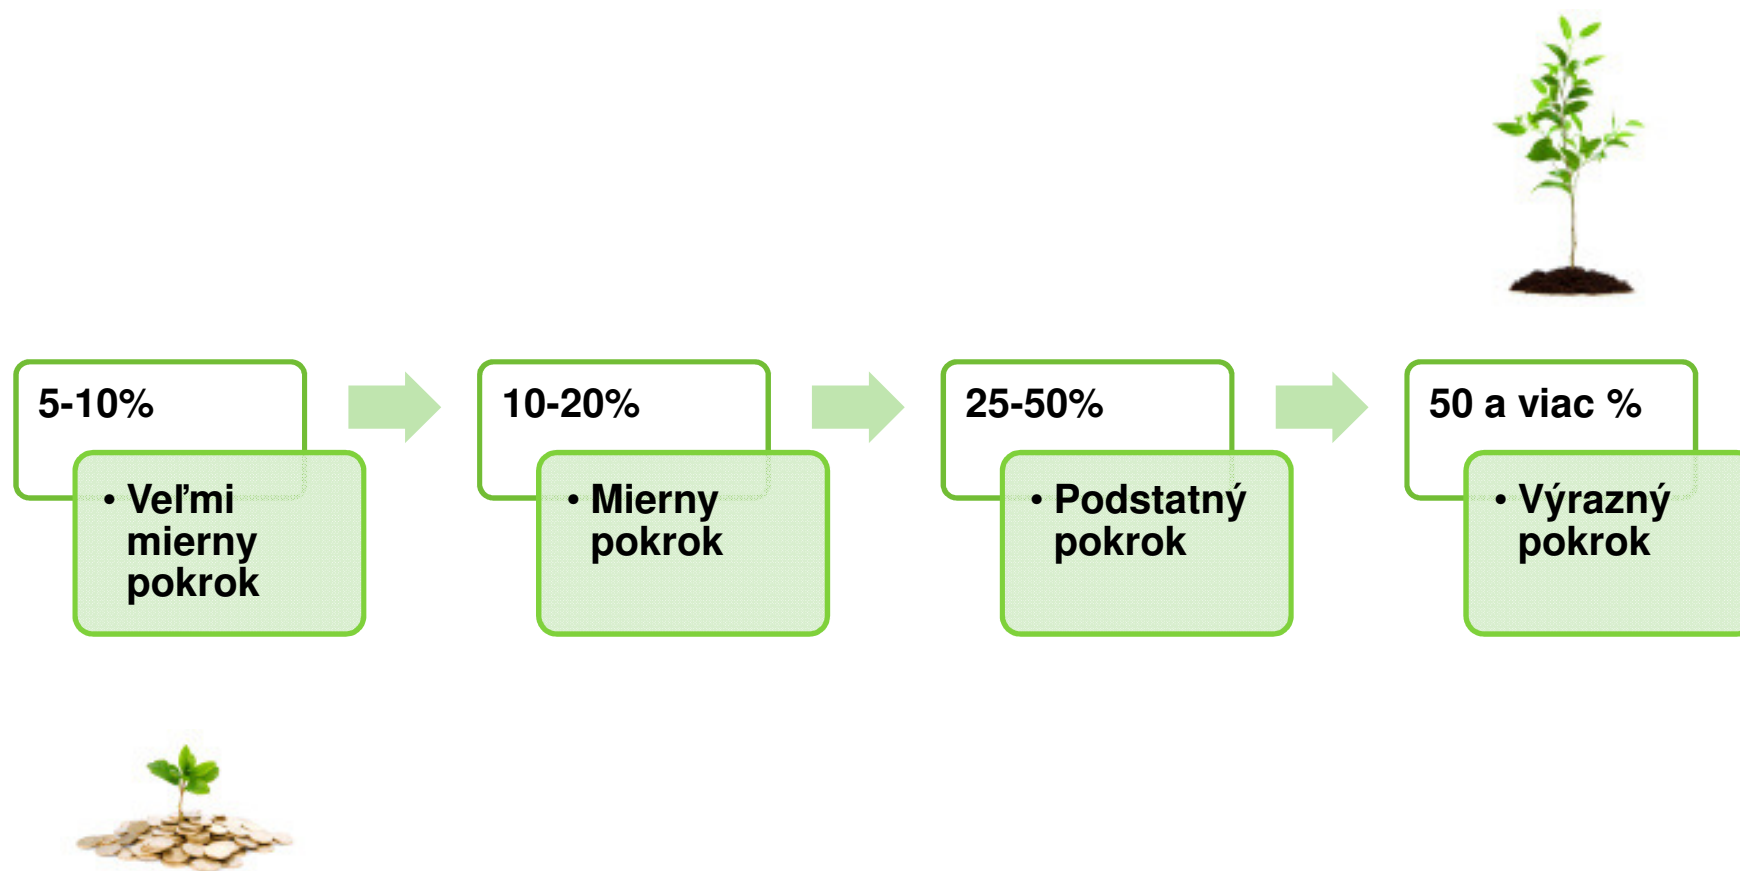 5-10%
• Veľmi
mierny
pokrok
10-20%
• Mierny
pokrok
25-50%
• Podstatný
pokrok
50 a viac %
• Výrazný
pokrok